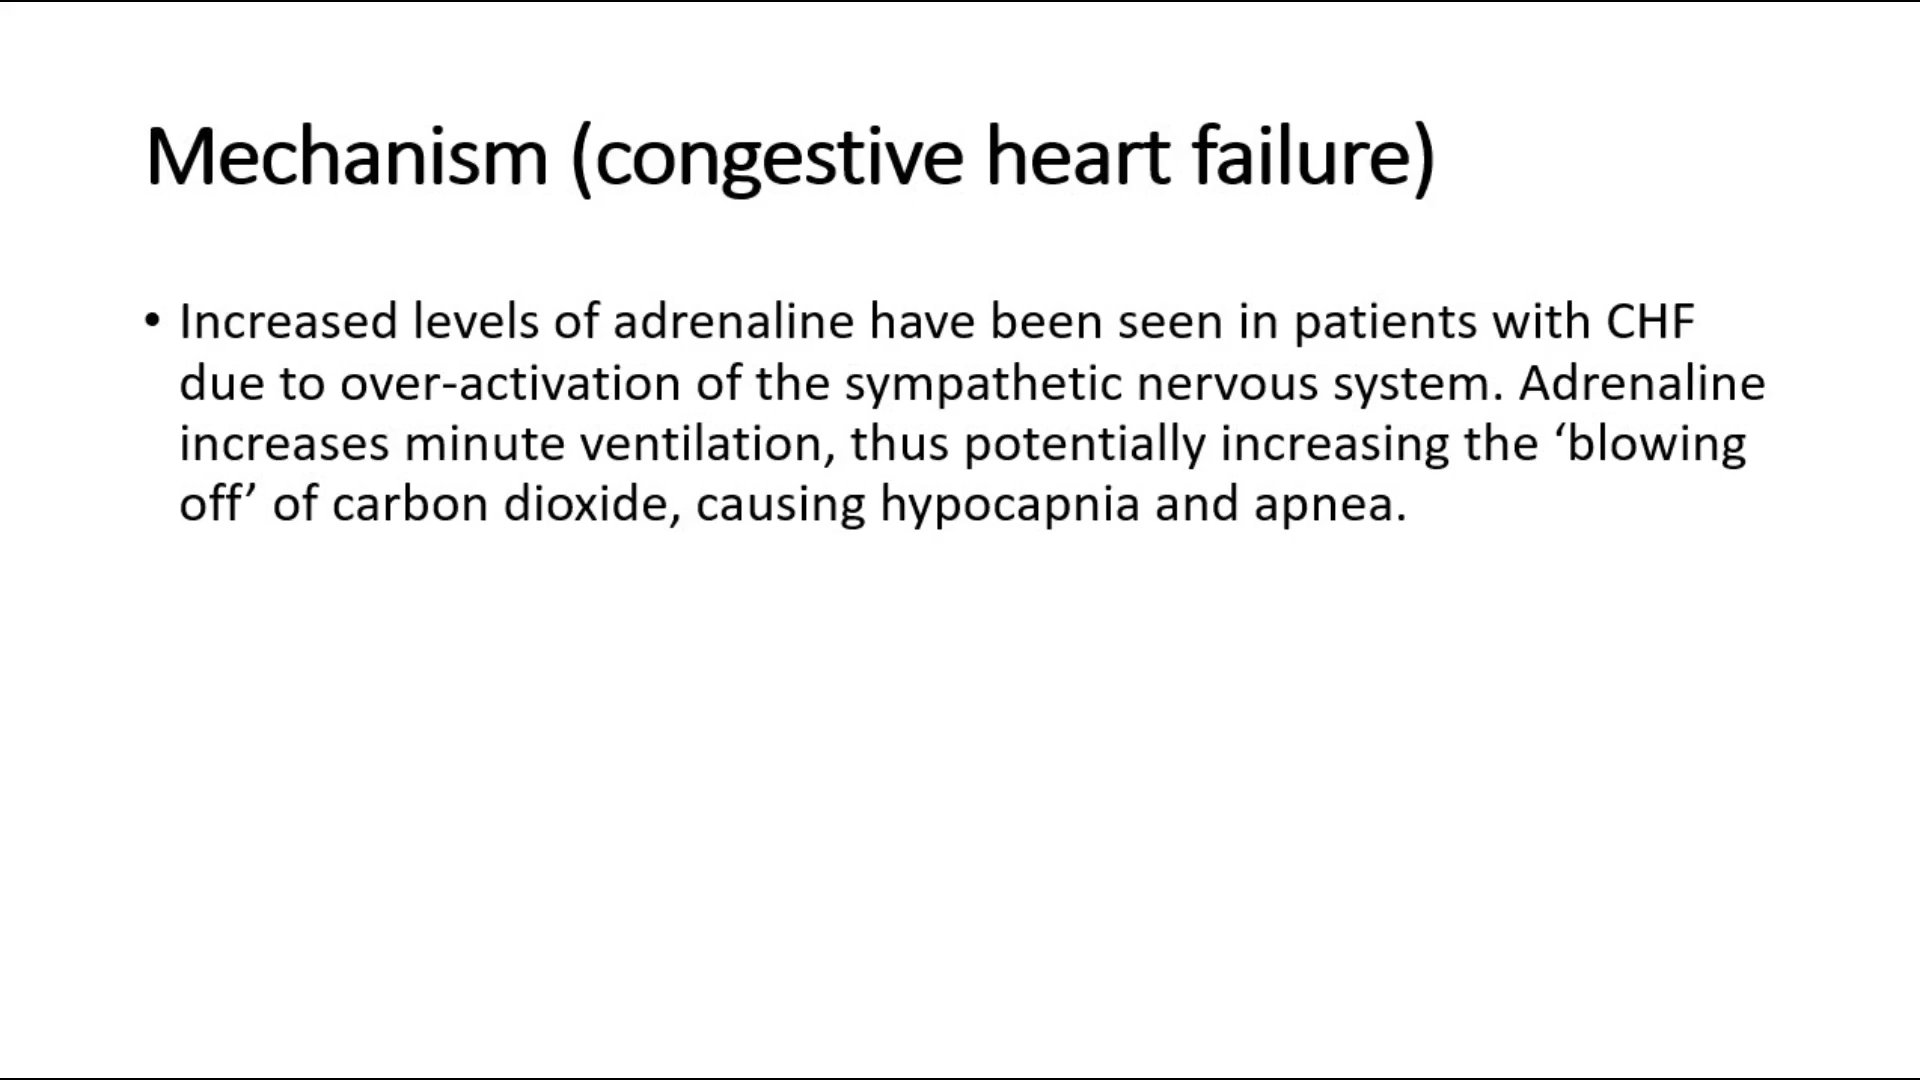 Mechanism (congestive heart failure)
• Increased levels of adrenaline have been seen in patients with CHF
due to over-activation of the sympathetic nervous system. Adrenaline
increases minute ventilation, thus potentially increasing the ‘blowing
off’ of carbon dioxide, causing hypocapnia and apnea.